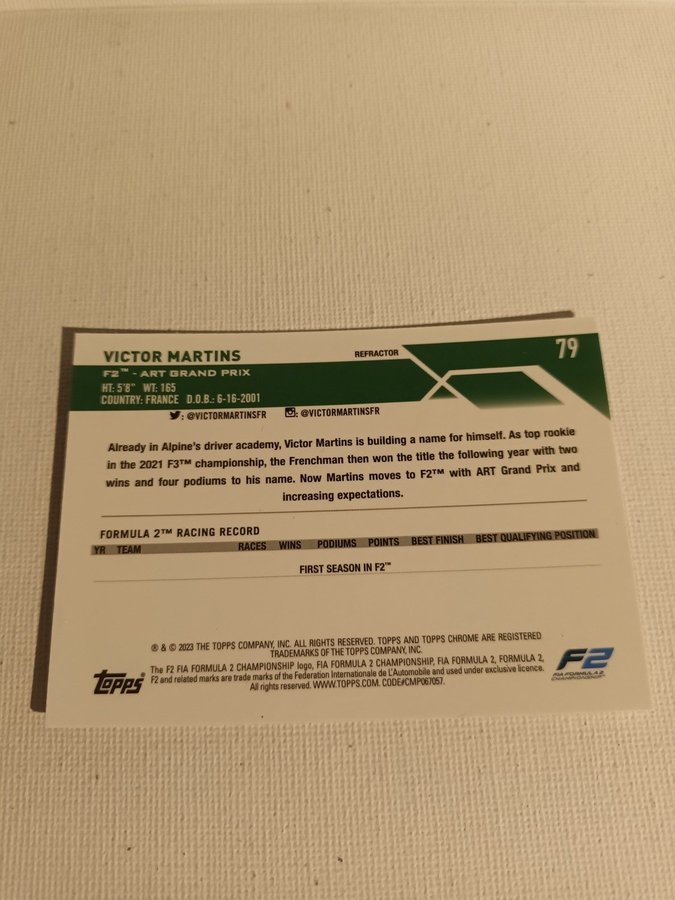 VICTOR MARTINS
REFRACTOR
79
F2™ - ART GRAND PRIX
HT: 5'8" WT: 165
COUNTRY: FRANCE D.O.B.: 6-16-2001
: @VICTORMARTINSFR : @VICTORMARTINSFR
Already in Alpine's driver academy, Victor Martins is building a name for himself. As top rookie
in the 2021 F3™ championship, the Frenchman then won the title the following year with two
wins and four podiums to his name. Now Martins moves to F2™ with ART Grand Prix and
increasing expectations.
FORMULA 2™ RACING RECORD
YR TEAM RACES WINS PODIUMS POINTS BEST FINISH BEST QUALIFYING POSITION
FIRST SEASON IN F2™
® & © 2023 THE TOPPS COMPANY, INC. ALL RIGHTS RESERVED. TOPPS AND TOPPS CHROME ARE REGISTERED
TRADEMARKS OF THE TOPPS COMPANY, INC.
The F2 FIA FORMULA 2 CHAMPIONSHIP logo, FIA FORMULA 2 CHAMPIONSHIP, FIA FORMULA 2, FORMULA 2,
F2 and related marks are trade marks of the Federation Internationale de L'Automobile and used under exclusive licence.
All rights reserved. WWW.TOPPS.COM. CODE#CMP067057.
Topps®
F2
FIA FORMULA 2
CHAMPIONSHIP™